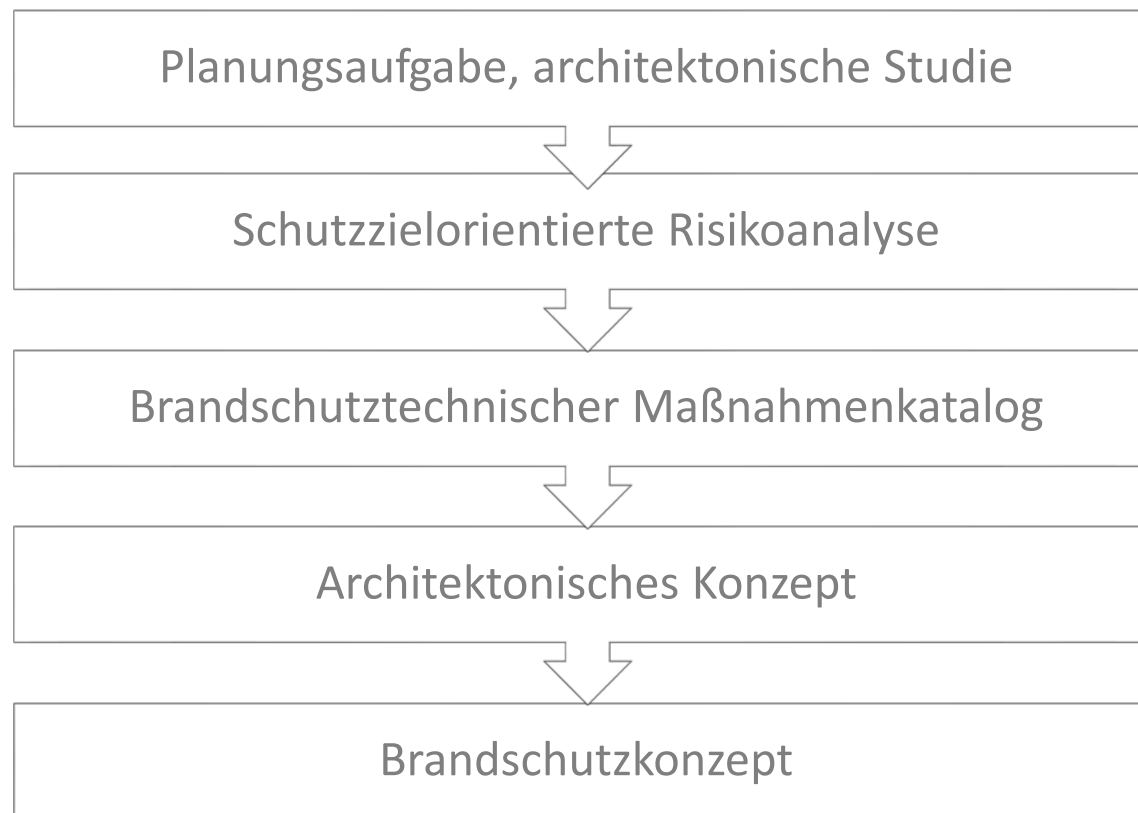 Planungsaufgabe, architektonische Studie
Schutzzielorientierte Risikoanalyse
Brandschutztechnischer Maßnahmenkatalog
Architektonisches Konzept
Brandschutzkonzept